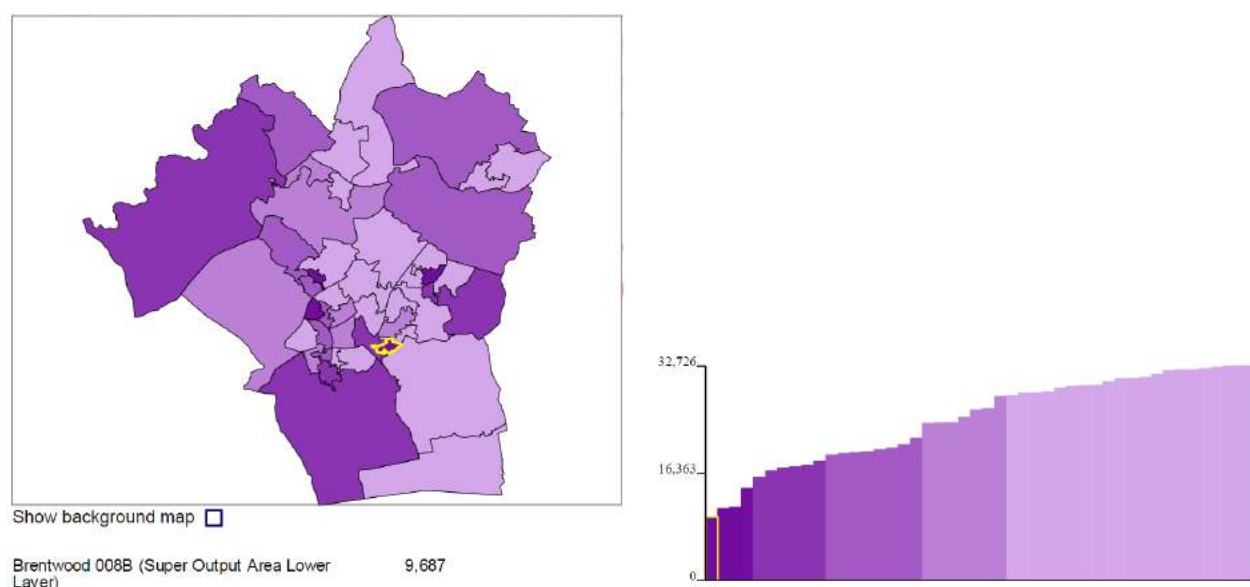 32,726
16,363
0
Show background map
Brentwood 008B (Super Output Area Lower
Layer)
9,687